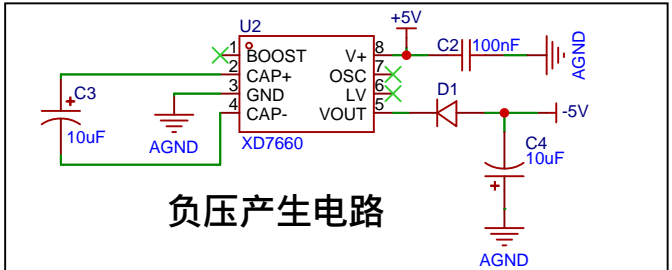 U2
+5V
1 BOOST V+ 8
C2 100nF
AGND
2 CAP+ OSC 7
3 GND LV 6
4 CAP- VOUT 5
XD7660
C3
+
10uF
AGND
D1
-5V
C4
10uF
+
AGND
负压产生电路